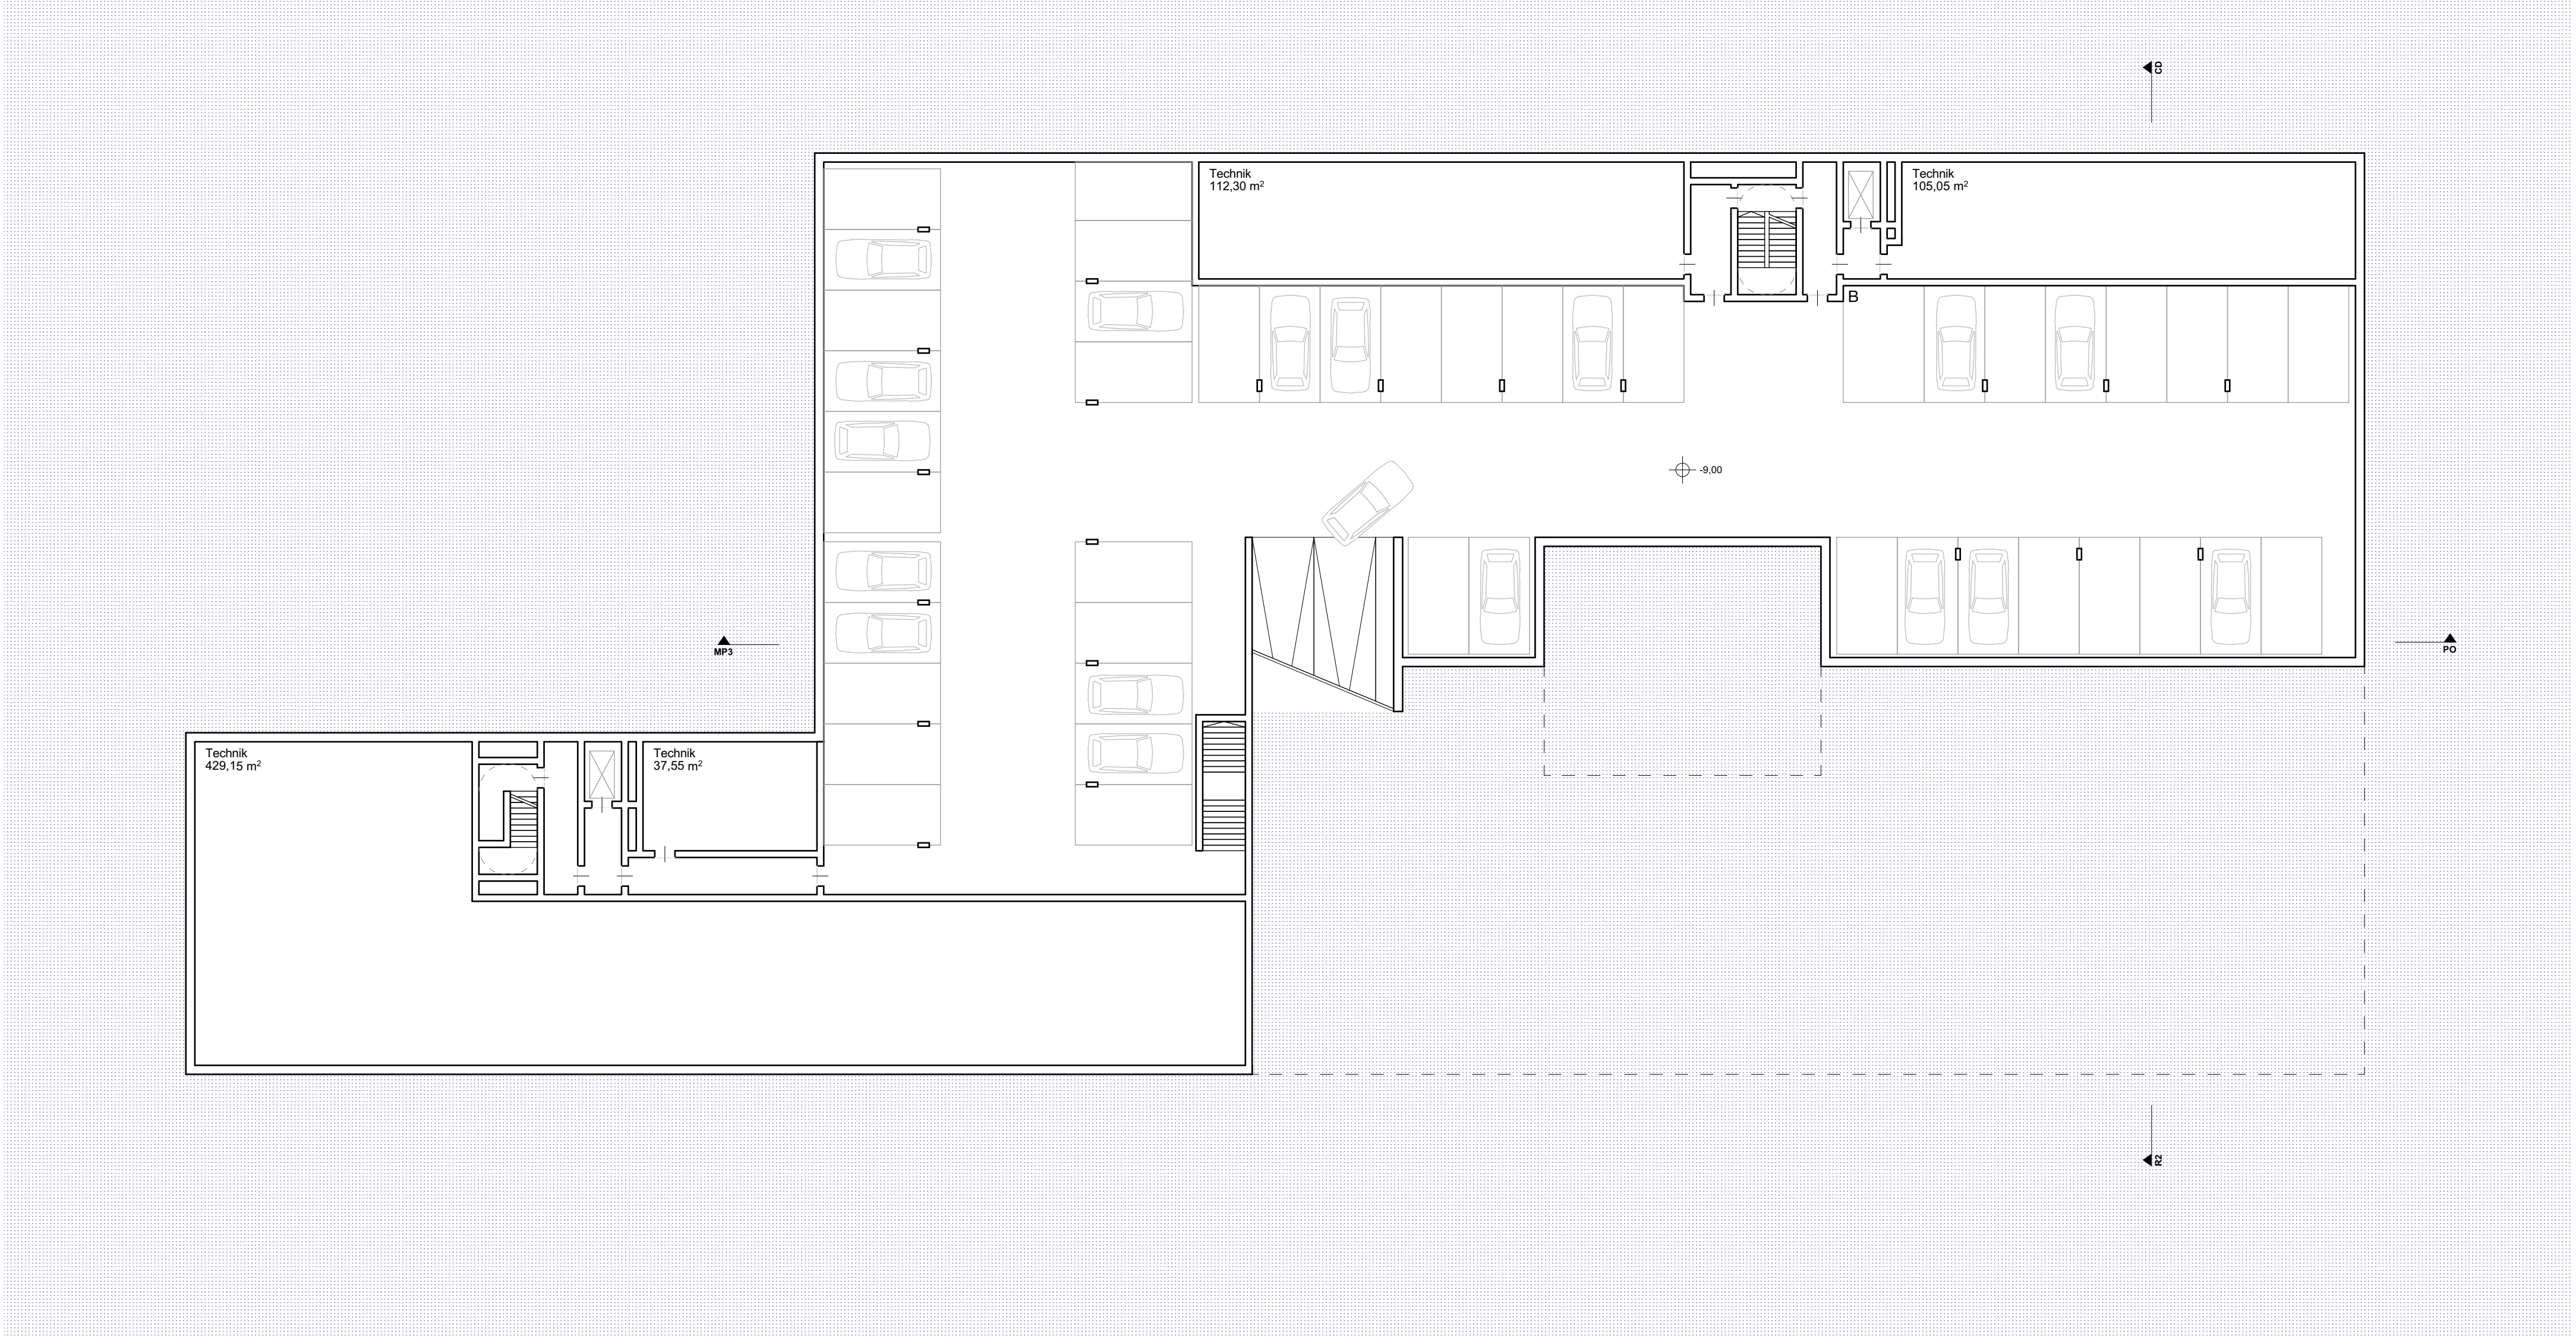 CD
Technik
112,30 m²
Technik
105,05 m²
B
-9,00
MP3
PO
Technik
429,15 m²
Technik
37,55 m²
R2